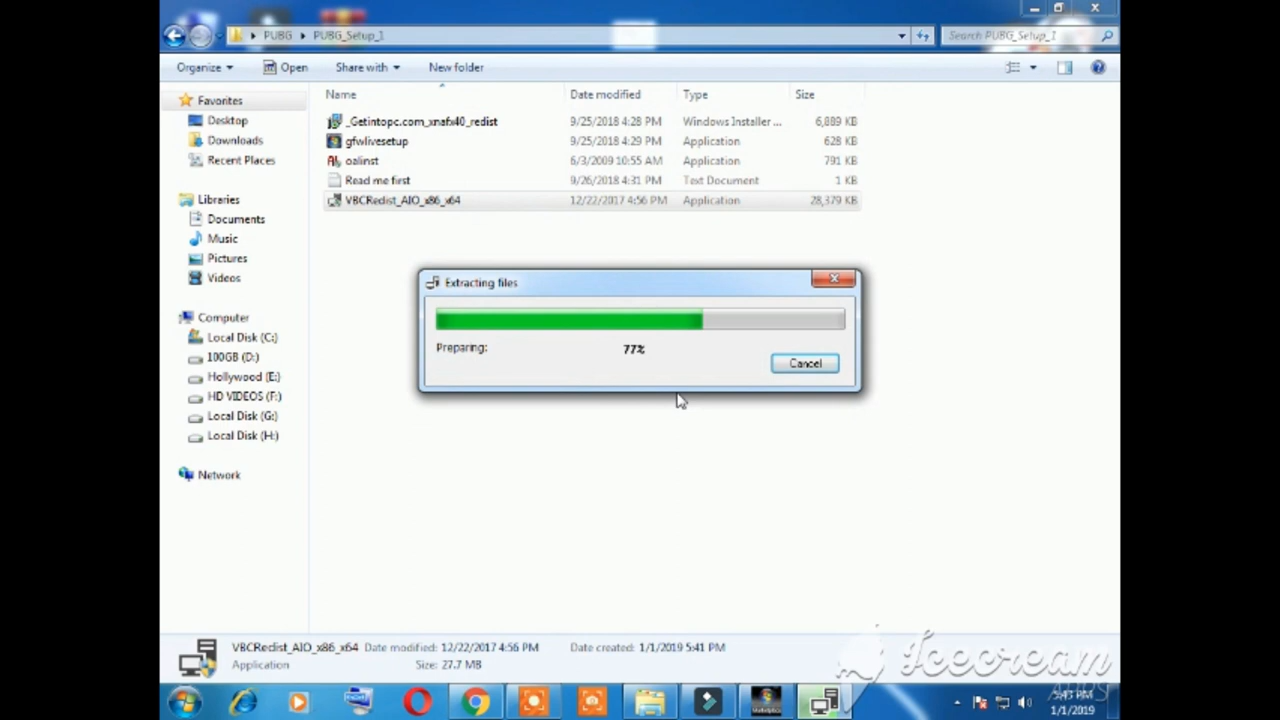 PUBG PUBG_Setup_1 Search PUBG_Setup_1
Organize Open Share with New folder
Name Date modified Type Size
Favorites
Desktop
Downloads
Recent Places
Libraries
Documents
Music
Pictures
Videos
Computer
Local Disk (C:)
100GB (D:)
Hollywood (E:)
HD VIDEOS (F:)
Local Disk (G:)
Local Disk (H:)
Network
_Getintopc.com_xnafx40_redist 9/25/2018 4:28 PM Windows Installer ... 6,889 KB
gfwlivesetup 9/25/2018 4:29 PM Application 628 KB
oalinst 6/3/2009 10:55 AM Application 791 KB
Read me first 9/26/2018 4:31 PM Text Document 1 KB
VBCRedist_AIO_x86_x64 12/22/2017 4:56 PM Application 28,379 KB
Extracting files
Preparing: 77%
Cancel
VBCRedist_AIO_x86_x64 Date modified: 12/22/2017 4:56 PM Date created: 1/1/2019 5:41 PM
Application Size: 27.7 MB
Icecream
5:43 PM
1/1/2019